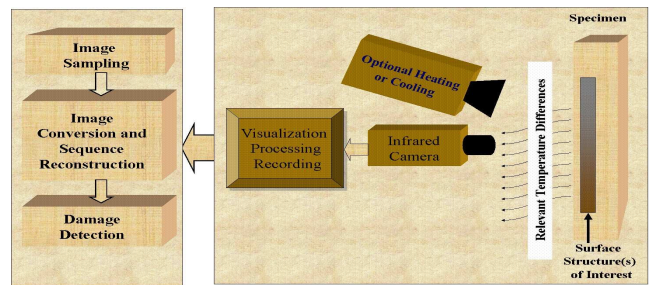 Image
Sampling
Image
Conversion and
Sequence
Reconstruction
Damage
Detection
Visualization
Processing
Recording
Optional Heating
or Cooling
Infrared
Camera
Relevant Temperature Differences
Specimen
Surface
Structure(s)
of Interest